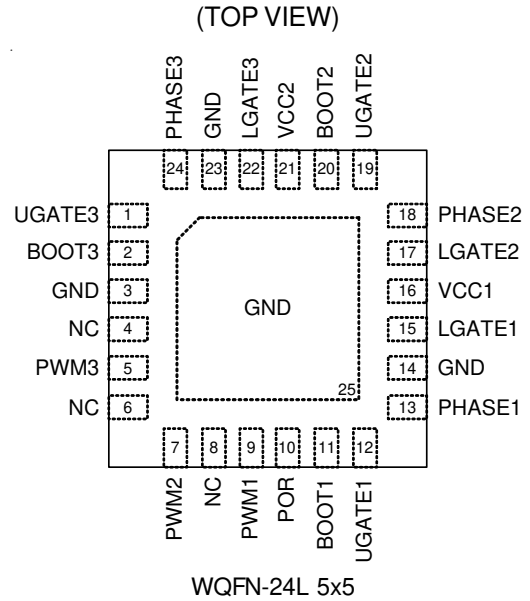 (TOP VIEW)
PHASE3
GND
LGATE3
VCC2
BOOT2
UGATE2
24
23
22
21
20
19
UGATE3 1
BOOT3 2
GND 3
NC 4
PWM3 5
NC 6
18 PHASE2
17 LGATE2
16 VCC1
15 LGATE1
14 GND
13 PHASE1
GND
25
7
8
9
10
11
12
PWM2
NC
PWM1
POR
BOOT1
UGATE1
WQFN-24L 5x5